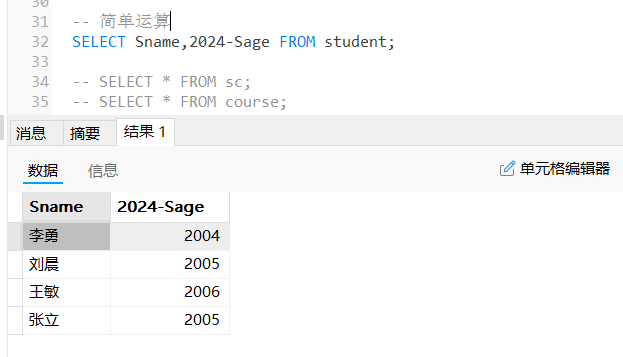 30
31 -- 简单运算
32 SELECT Sname,2024-Sage FROM student;
33
34 -- SELECT * FROM sc;
35 -- SELECT * FROM course;
消息 摘要 结果 1
数据 信息 单元格编辑器
Sname 2024-Sage
李勇 2004
刘晨 2005
王敏 2006
张立 2005